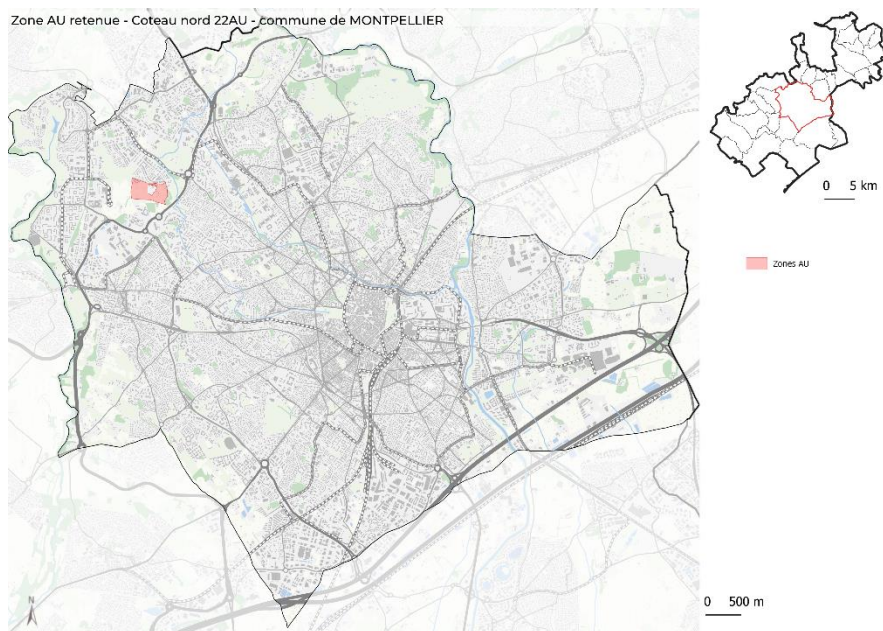 Zone AU retenue - Coteau nord 22AU - commune de MONTPELLIER
0 5 km
Zones AU
0 500 m
N